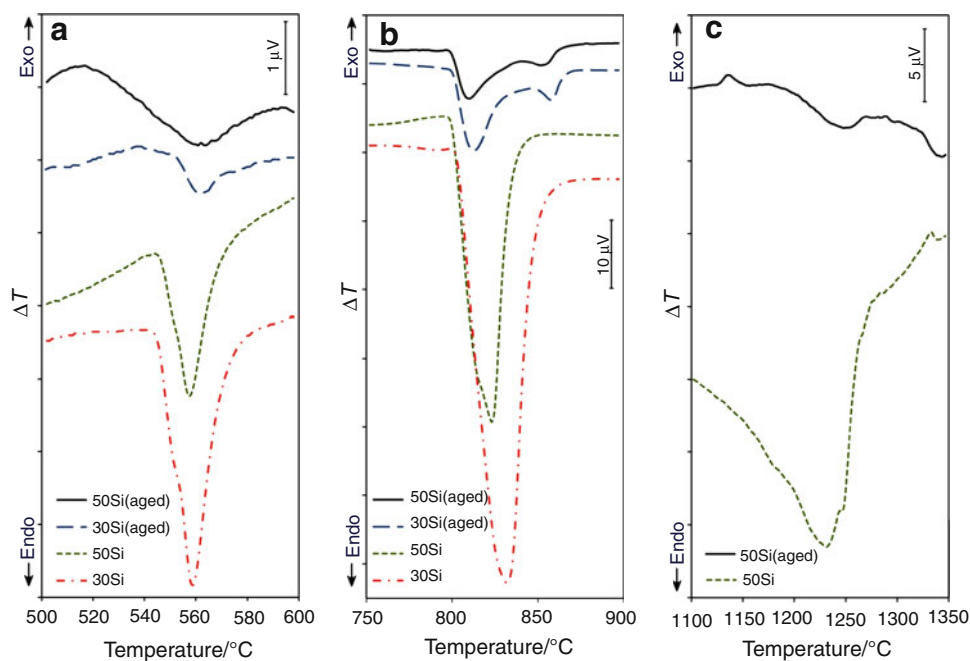 a
Exo
1 µV
ΔT
Endo
50Si(aged)
30Si(aged)
50Si
30Si
500 520 540 560 580 600
Temperature/°C
b
Exo
10 µV
ΔT
Endo
50Si(aged)
30Si(aged)
50Si
30Si
750 800 850 900
Temperature/°C
c
Exo
5 µV
ΔT
Endo
50Si(aged)
50Si
1100 1150 1200 1250 1300 1350
Temperature/°C